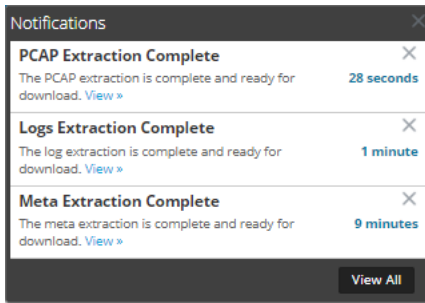 Notifications
PCAP Extraction Complete
The PCAP extraction is complete and ready for
download. View »
28 seconds
Logs Extraction Complete
The log extraction is complete and ready for
download. View »
1 minute
Meta Extraction Complete
The meta extraction is complete and ready for
download. View »
9 minutes
View All